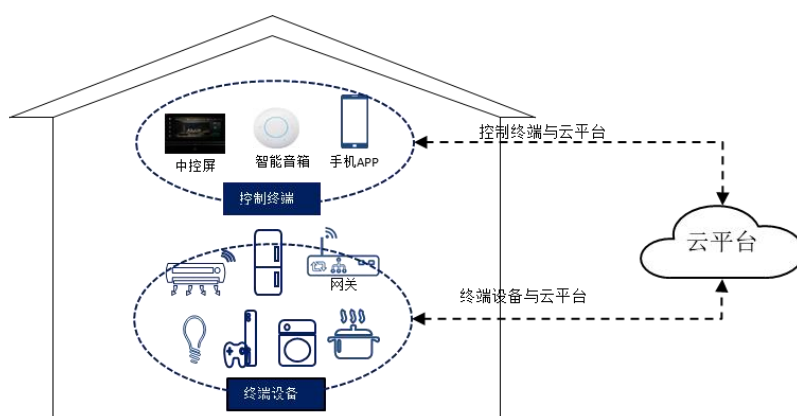 控制终端与云平台
中控屏
智能音箱
手机APP
控制终端
云平台
网关
终端设备与云平台
终端设备